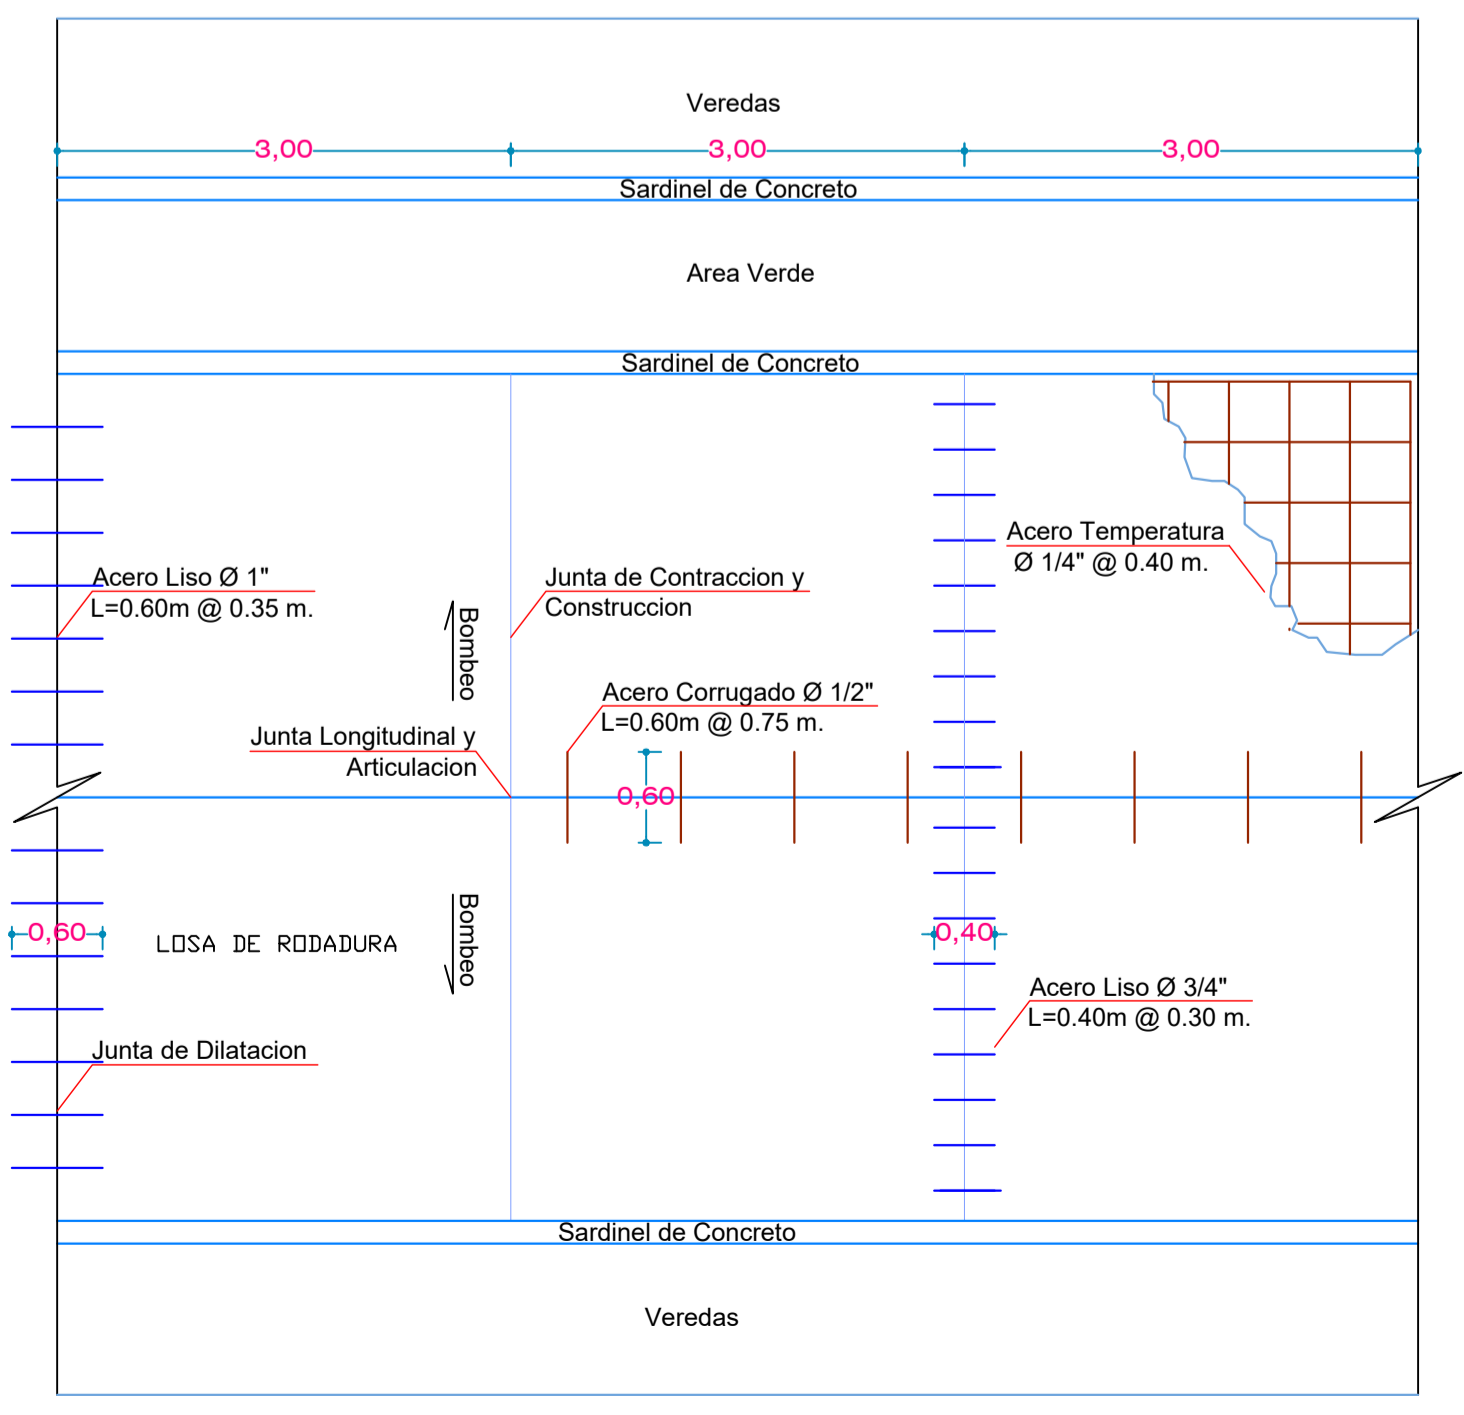 Veredas
3,00
3,00
3,00
Sardinel de Concreto
Area Verde
Sardinel de Concreto
Acero Temperatura
Ø 1/4" @ 0.40 m.
Acero Liso Ø 1"
L=0.60m @ 0.35 m.
Junta de Contraccion y
Construccion
Bombeo
Acero Corrugado Ø 1/2"
L=0.60m @ 0.75 m.
Junta Longitudinal y
Articulacion
0,60
Bombeo
0,60
LOSA DE RODADURA
0,40
Acero Liso Ø 3/4"
L=0.40m @ 0.30 m.
Junta de Dilatacion
Sardinel de Concreto
Veredas